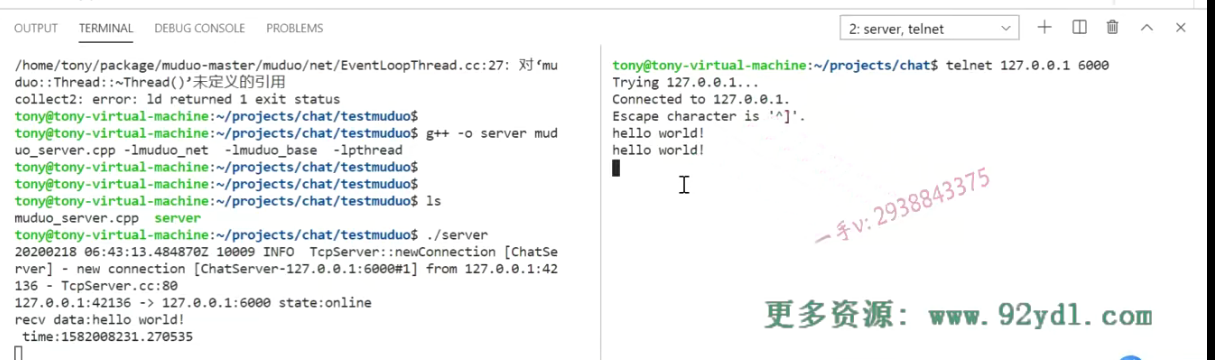 OUTPUT TERMINAL DEBUG CONSOLE PROBLEMS 2: server, telnet
/home/tony/package/muduo-master/muduo/net/EventLoopThread.cc:27: 对‘mu
duo::Thread::~Thread()’未定义的引用
collect2: error: ld returned 1 exit status
tony@tony-virtual-machine:~/projects/chat/testmuduo$
tony@tony-virtual-machine:~/projects/chat/testmuduo$ g++ -o server mud
uo_server.cpp -lmuduo_net -lmuduo_base -lpthread
tony@tony-virtual-machine:~/projects/chat/testmuduo$
tony@tony-virtual-machine:~/projects/chat/testmuduo$
tony@tony-virtual-machine:~/projects/chat/testmuduo$ ls
muduo_server.cpp server
tony@tony-virtual-machine:~/projects/chat/testmuduo$ ./server
20200218 06:43:13.484870Z 10009 INFO TcpServer::newConnection [ChatSe
rver] - new connection [ChatServer-127.0.0.1:6000#1] from 127.0.0.1:42
136 - TcpServer.cc:80
127.0.0.1:42136 -> 127.0.0.1:6000 state:online
recv data:hello world!
time:1582008231.270535
tony@tony-virtual-machine:~/projects/chat$ telnet 127.0.0.1 6000
Trying 127.0.0.1...
Connected to 127.0.0.1.
Escape character is '^]'.
hello world!
hello world!
一手v: 2938843375
更多资源: www.92ydl.com